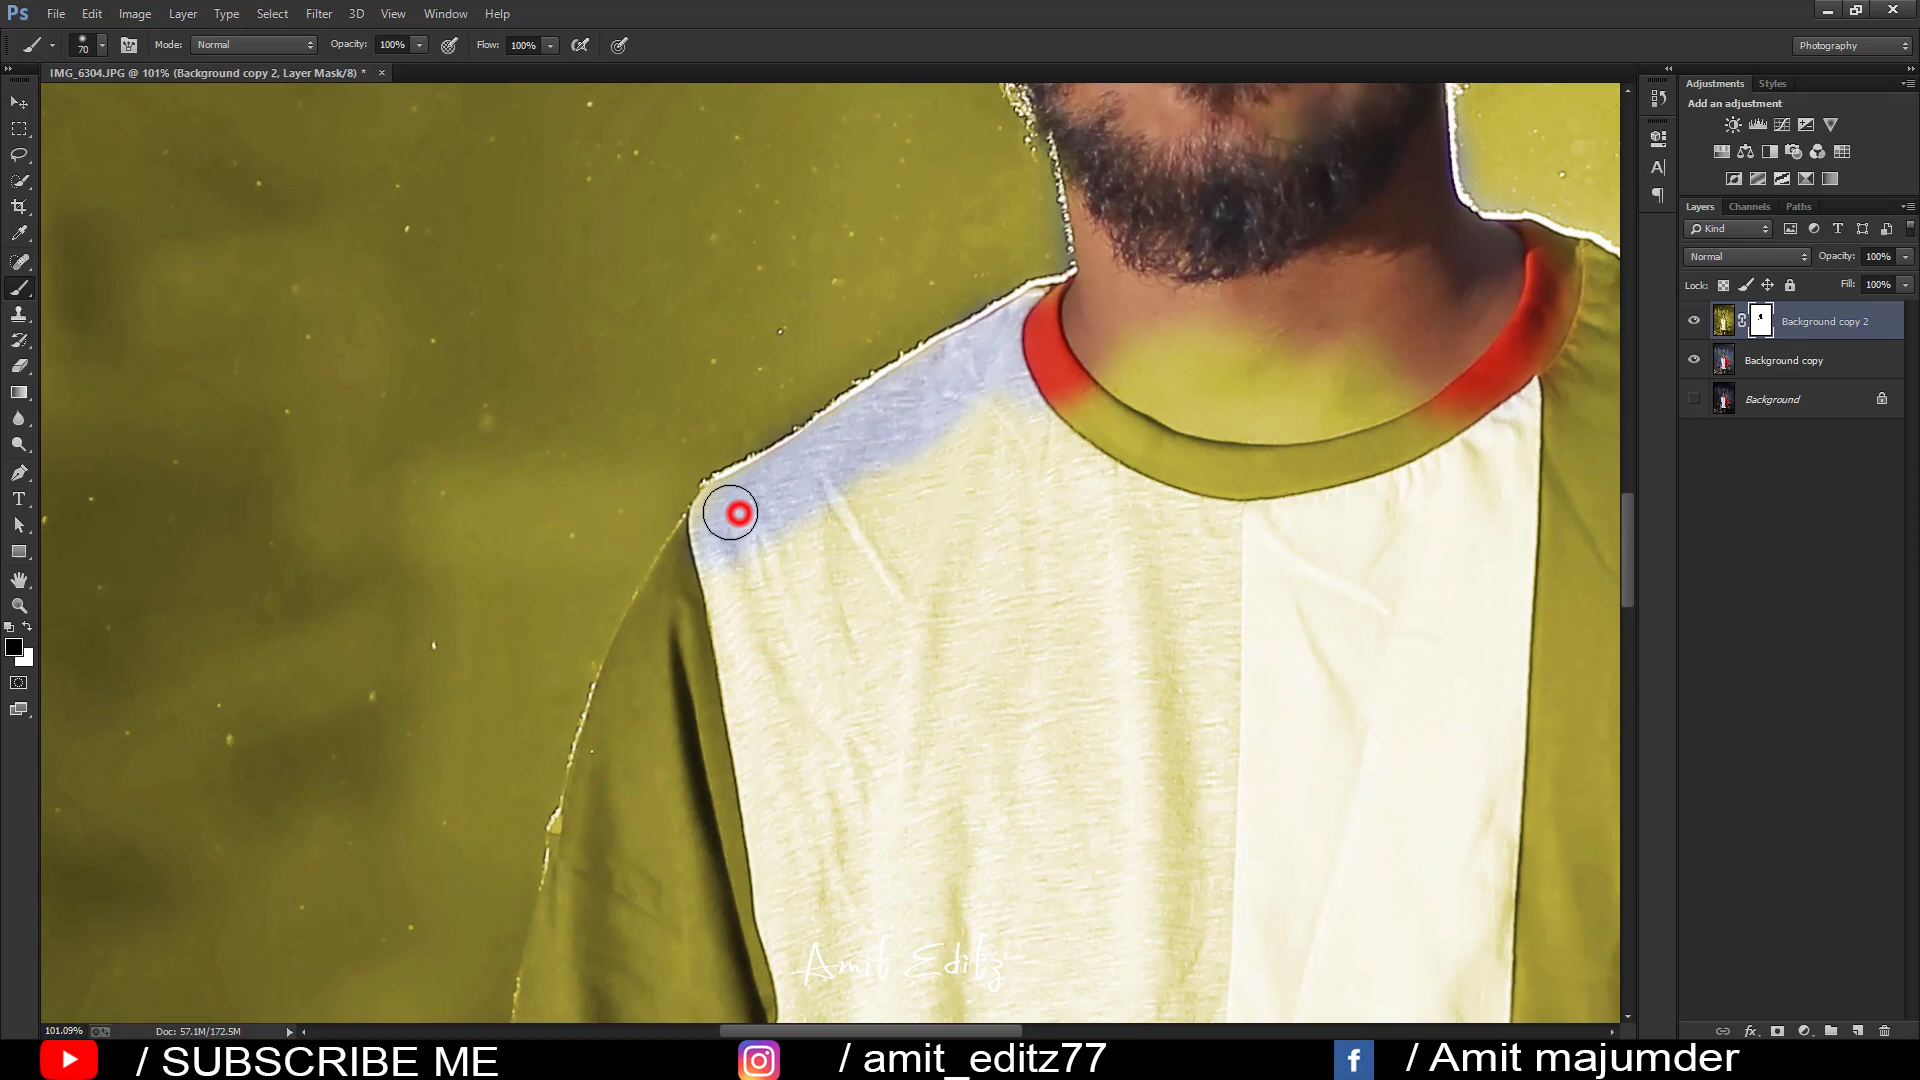 Ps File Edit Image Layer Type Select Filter 3D View Window Help
70 Mode: Normal Opacity: 100% Flow: 100% Photography
IMG_6304.JPG @ 101% (Background copy 2, Layer Mask/8) * ×
Adjustments Styles
Add an adjustment
Layers Channels Paths
Kind
Normal Opacity: 100%
Lock: Fill: 100%
Background copy 2
Background copy
Background
Amit Editz
101.09% Doc: 57.1M/172.5M
/ SUBSCRIBE ME / amit_editz77 / Amit majumder